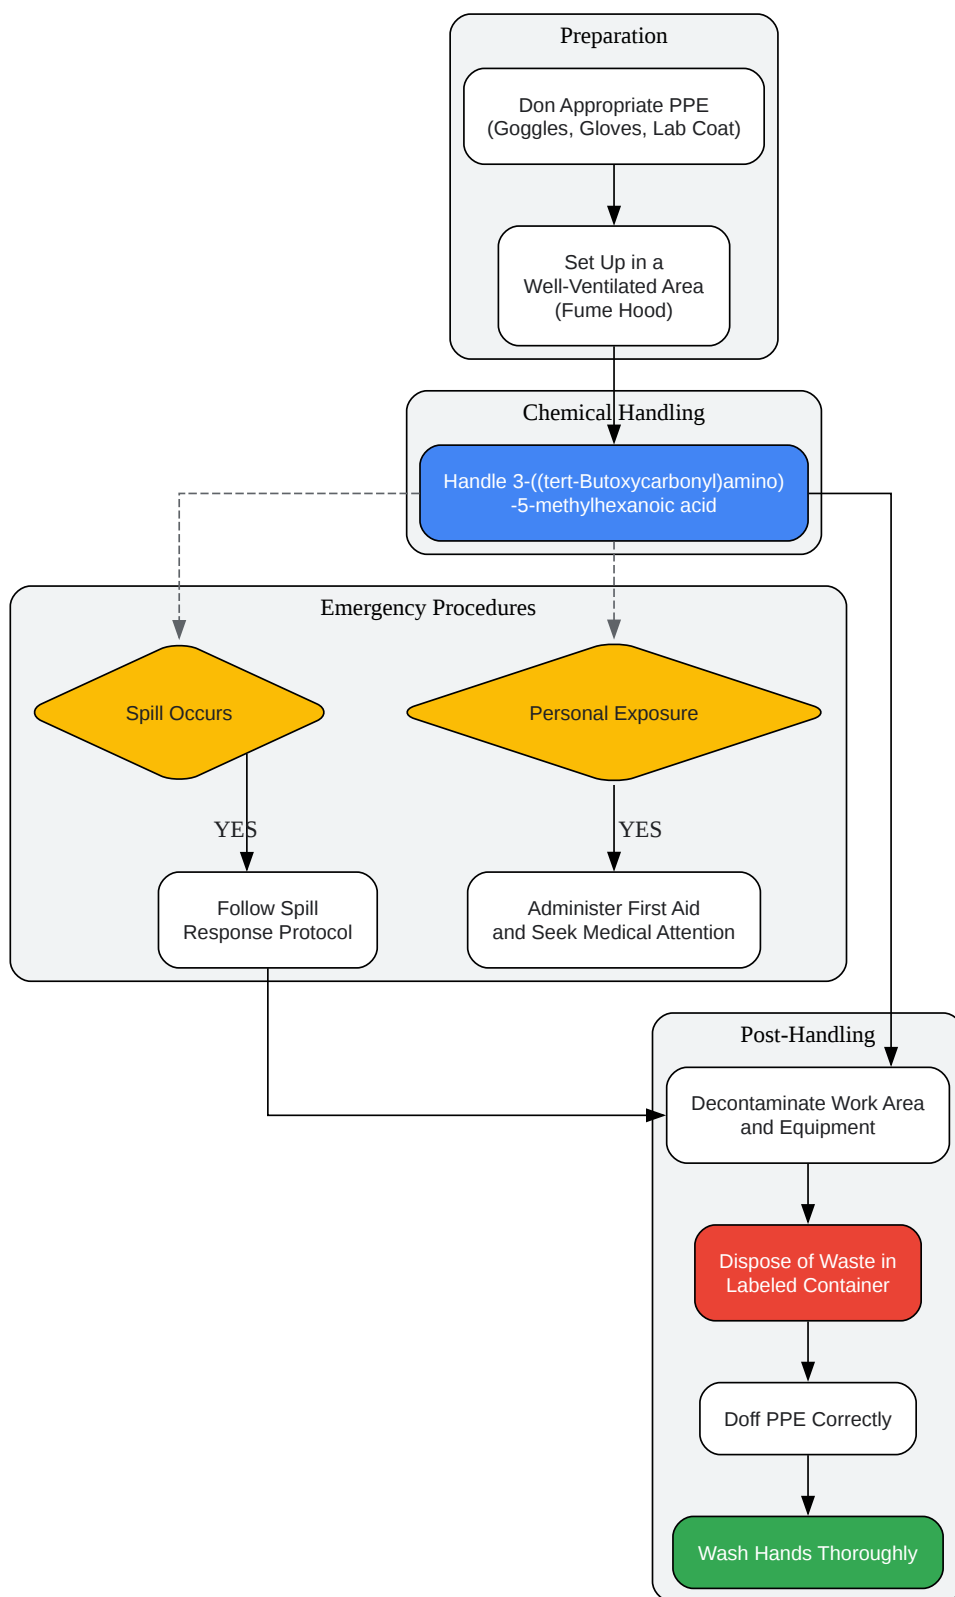 Preparation
Don Appropriate PPE
(Goggles, Gloves, Lab Coat)
Set Up in a
Well-Ventilated Area
(Fume Hood)
Chemical Handling
Handle 3-((tert-Butoxycarbonyl)amino)
-5-methylhexanoic acid
Emergency Procedures
Spill Occurs
Personal Exposure
YES
YES
Follow Spill
Response Protocol
Administer First Aid
and Seek Medical Attention
Post-Handling
Decontaminate Work Area
and Equipment
Dispose of Waste in
Labeled Container
Doff PPE Correctly
Wash Hands Thoroughly